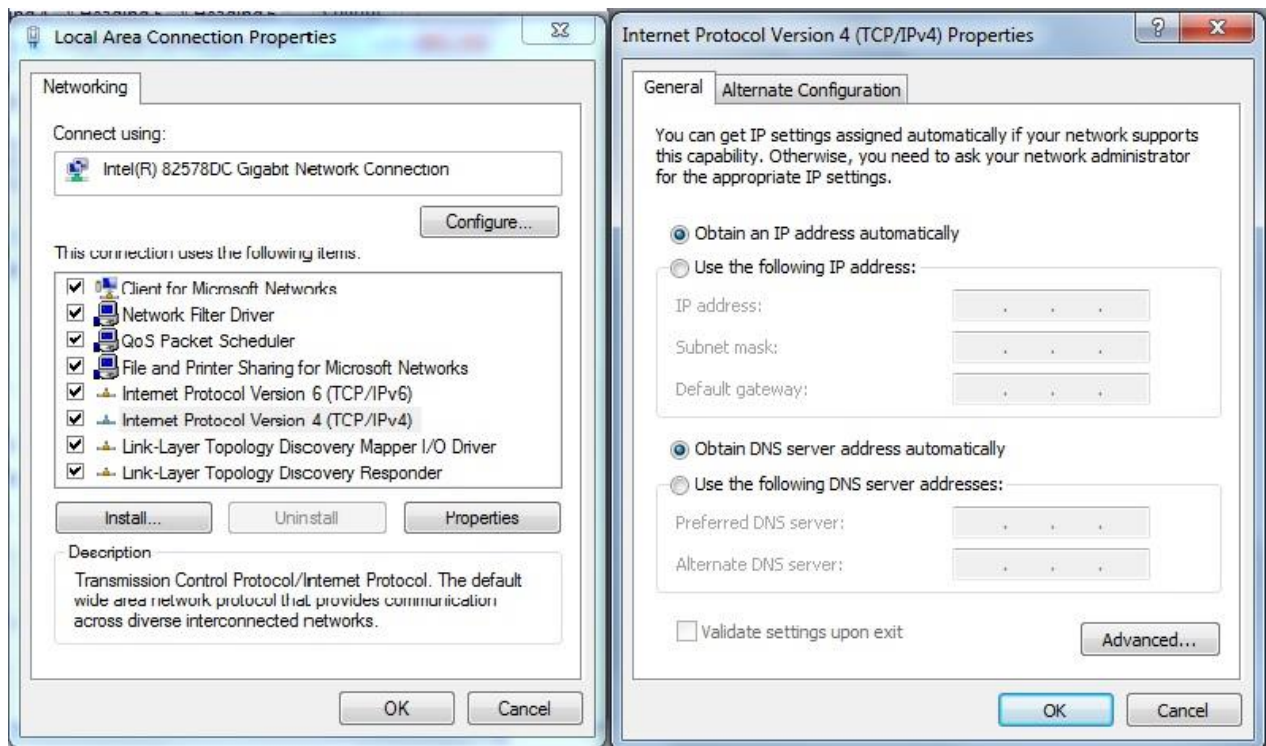 Local Area Connection Properties
Networking
Connect using:
Intel(R) 82578DC Gigabit Network Connection
Configure...
This connection uses the following items:
Client for Microsoft Networks
Network Filter Driver
QoS Packet Scheduler
File and Printer Sharing for Microsoft Networks
Internet Protocol Version 6 (TCP/IPv6)
Internet Protocol Version 4 (TCP/IPv4)
Link-Layer Topology Discovery Mapper I/O Driver
Link-Layer Topology Discovery Responder
Install...
Uninstall
Properties
Description
Transmission Control Protocol/Internet Protocol. The default
wide area network protocol that provides communication
across diverse interconnected networks.
OK
Cancel
Internet Protocol Version 4 (TCP/IPv4) Properties
General
Alternate Configuration
You can get IP settings assigned automatically if your network supports
this capability. Otherwise, you need to ask your network administrator
for the appropriate IP settings.
Obtain an IP address automatically
Use the following IP address:
IP address:
Subnet mask:
Default gateway:
Obtain DNS server address automatically
Use the following DNS server addresses:
Preferred DNS server:
Alternate DNS server:
Validate settings upon exit
Advanced...
OK
Cancel